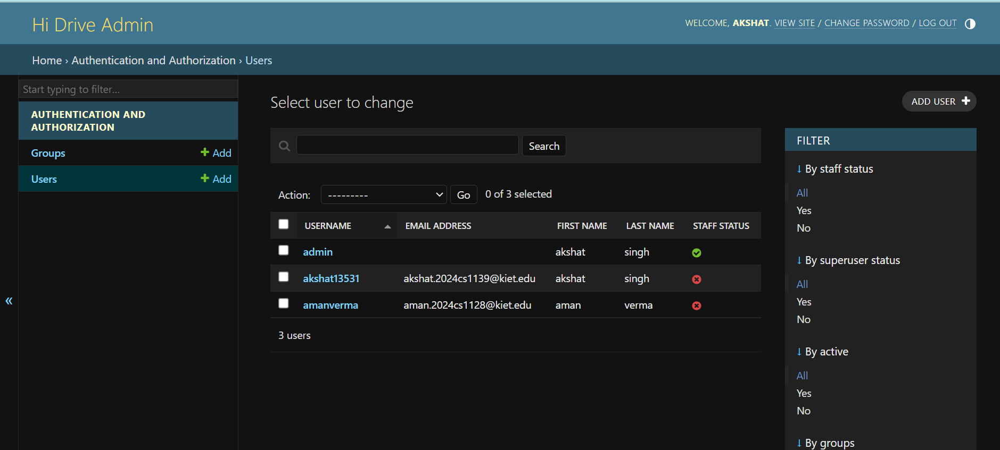 Hi Drive Admin
WELCOME, AKSHAT. VIEW SITE / CHANGE PASSWORD / LOG OUT
Home › Authentication and Authorization › Users
Start typing to filter...
AUTHENTICATION AND
AUTHORIZATION
Groups + Add
Users + Add
«
Select user to change
ADD USER +
Search
Action: --------- Go 0 of 3 selected
USERNAME EMAIL ADDRESS FIRST NAME LAST NAME STAFF STATUS
admin akshat singh
akshat13531 akshat.2024cs1139@kiet.edu akshat singh
amanverma aman.2024cs1128@kiet.edu aman verma
3 users
FILTER
↓ By staff status
All
Yes
No
↓ By superuser status
All
Yes
No
↓ By active
All
Yes
No
↓ By groups